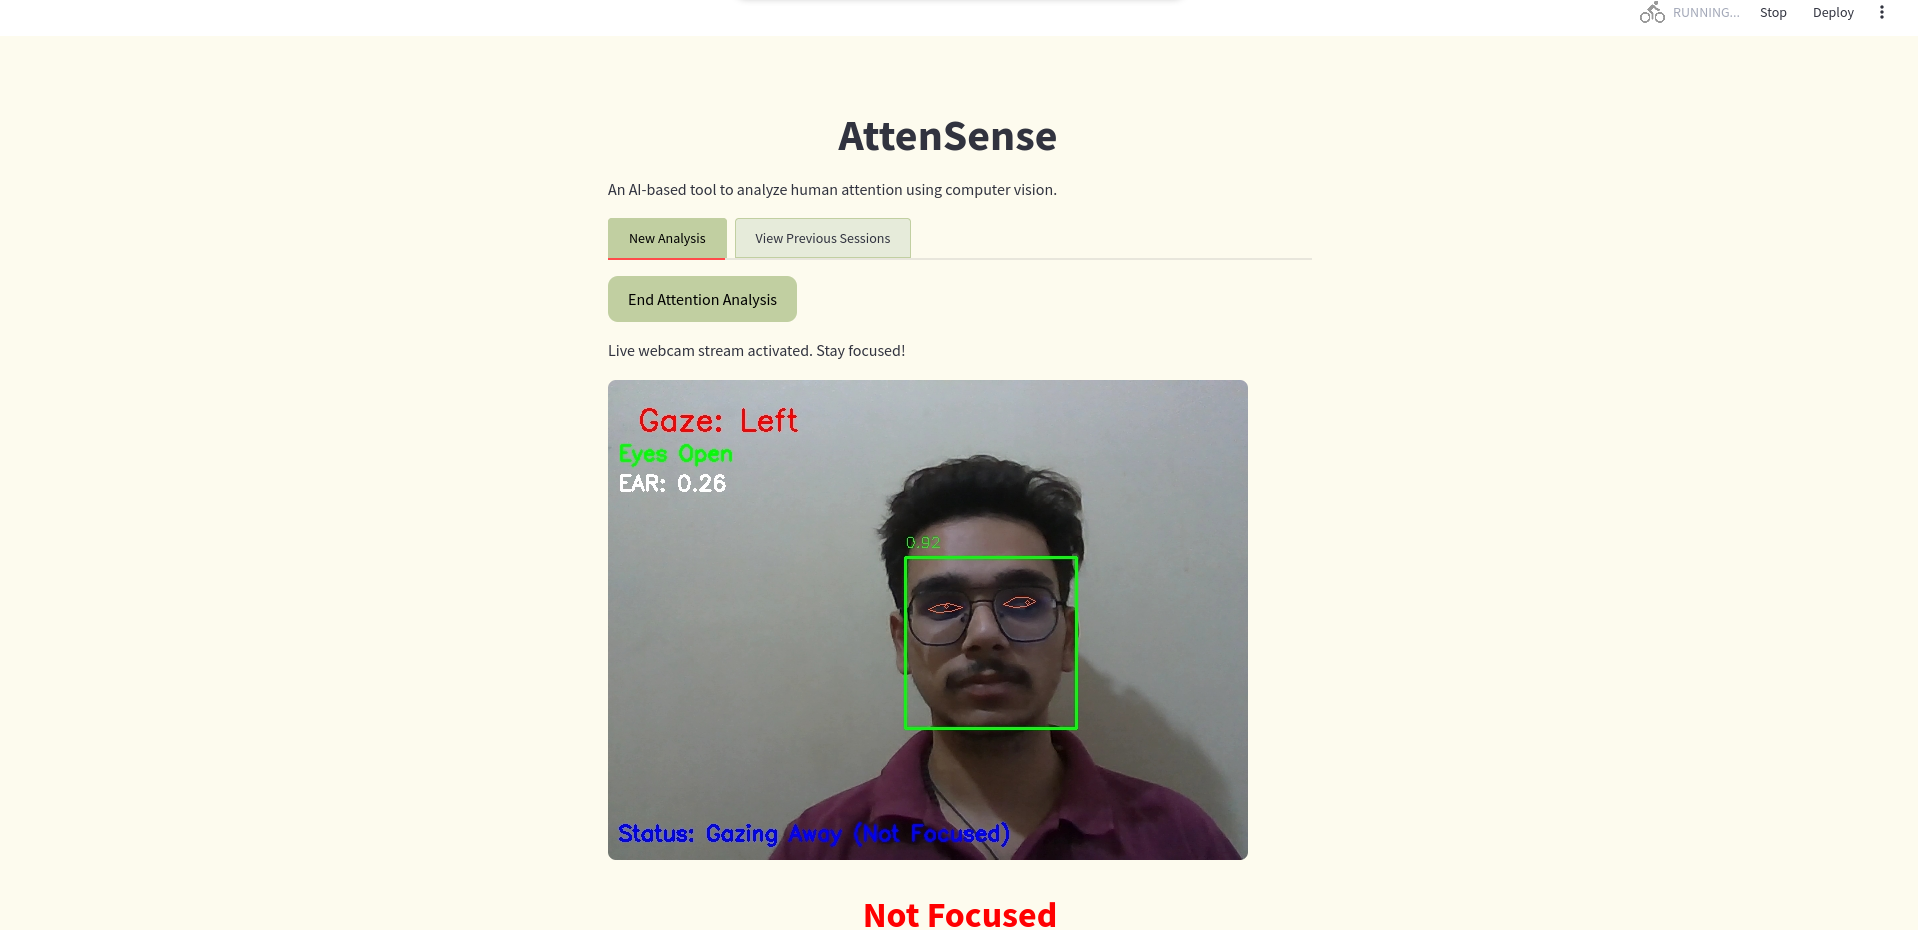 RUNNING... Stop Deploy
AttenSense
An AI-based tool to analyze human attention using computer vision.
New Analysis View Previous Sessions
End Attention Analysis
Live webcam stream activated. Stay focused!
Gaze: Left
Eyes Open
EAR: 0.26
0.92
Status: Gazing Away (Not Focused)
Not Focused